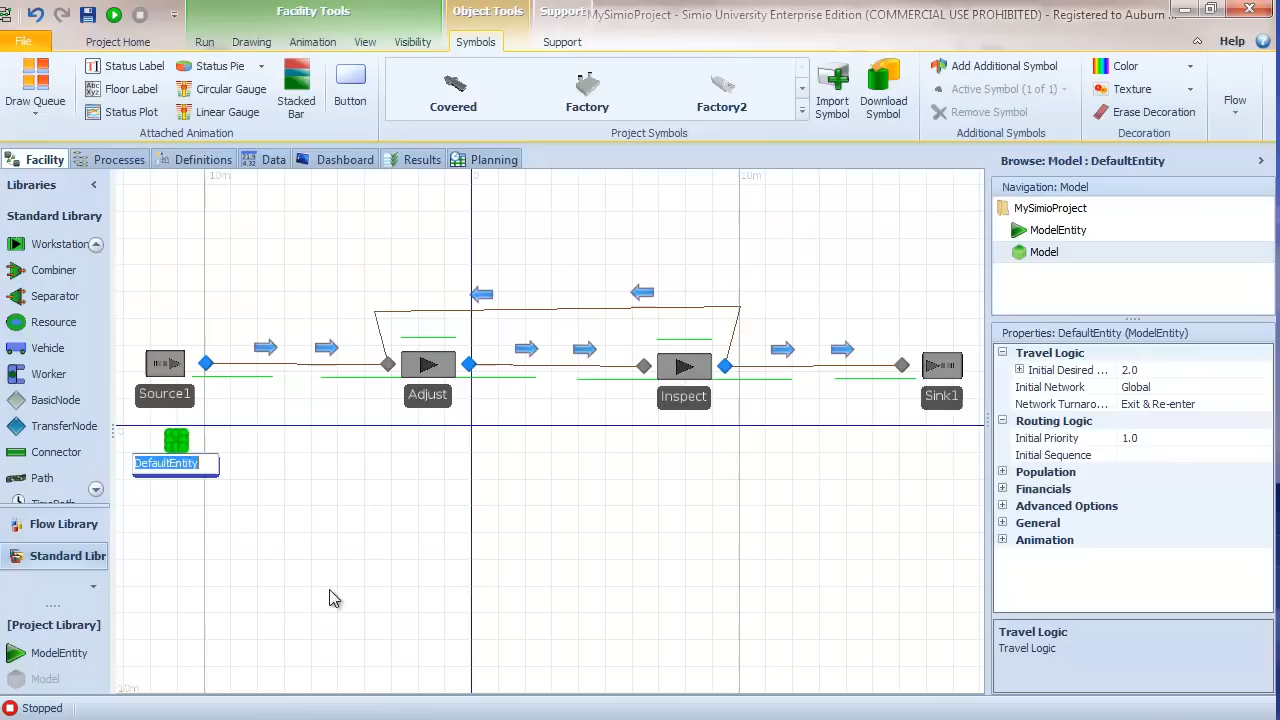 Facility Tools
Object Tools
Support
MySimioProject - Simio University Enterprise Edition (COMMERCIAL USE PROHIBITED) - Registered to Auburn ...
File
Project Home
Run
Drawing
Animation
View
Visibility
Symbols
Support
Help
Draw Queue
Status Label
Floor Label
Status Plot
Status Pie
Circular Gauge
Linear Gauge
Stacked Bar
Button
Attached Animation
Covered
Factory
Factory2
Project Symbols
Import Symbol
Download Symbol
Add Additional Symbol
Active Symbol (1 of 1)
Remove Symbol
Additional Symbols
Color
Texture
Erase Decoration
Decoration
Flow
Facility
Processes
Definitions
Data
Dashboard
Results
Planning
Browse: Model : DefaultEntity
Libraries
Standard Library
Workstation
Combiner
Separator
Resource
Vehicle
Worker
BasicNode
TransferNode
Connector
Path
TimePath
Flow Library
Standard Libr
[Project Library]
ModelEntity
Model
-10m
0
10m
Source1
Adjust
Inspect
Sink1
DefaultEntity
10m
Navigation: Model
MySimioProject
ModelEntity
Model
Properties: DefaultEntity (ModelEntity)
Travel Logic
Initial Desired ... 2.0
Initial Network Global
Network Turnaro... Exit & Re-enter
Routing Logic
Initial Priority 1.0
Initial Sequence
Population
Financials
Advanced Options
General
Animation
Travel Logic
Travel Logic
Stopped